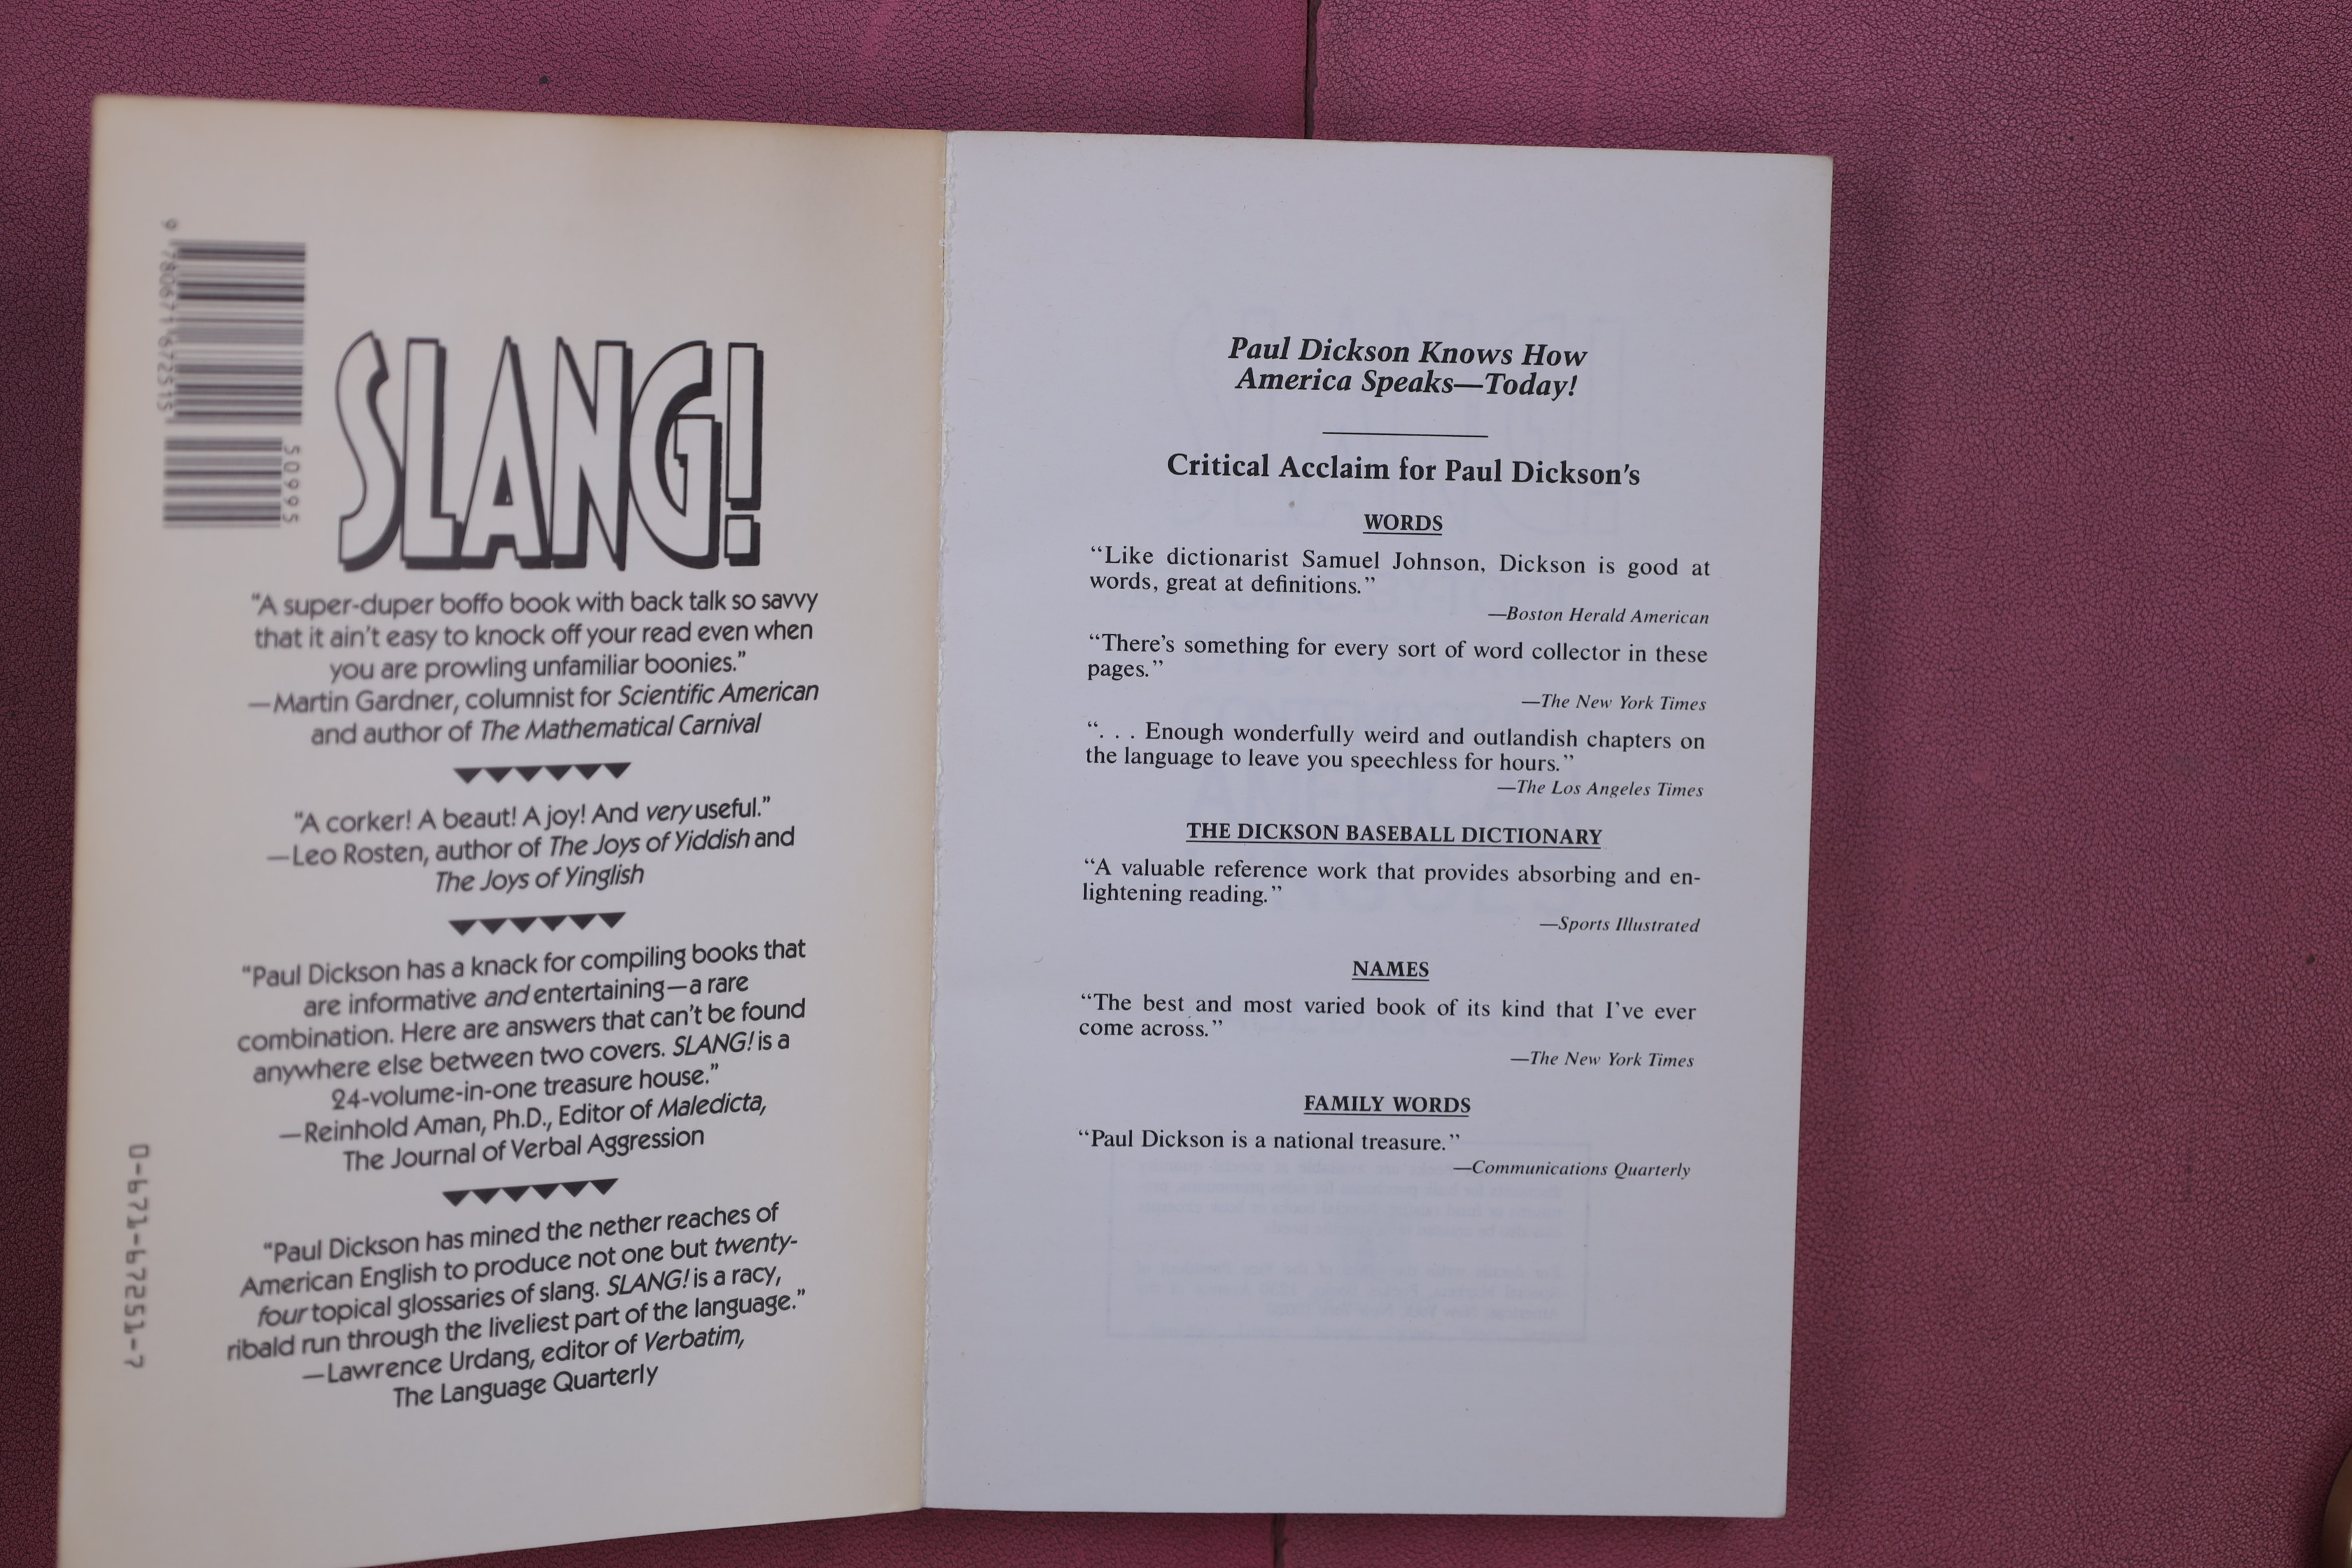 9 780671 672515
50995
SLANG!
“A super-duper boffo book with back talk so savvy
that it ain’t easy to knock off your read even when
you are prowling unfamiliar boonies.”
—Martin Gardner, columnist for Scientific American
and author of The Mathematical Carnival
“A corker! A beaut! A joy! And very useful.”
—Leo Rosten, author of The Joys of Yiddish and
The Joys of Yinglish
“Paul Dickson has a knack for compiling books that
are informative and entertaining—a rare
combination. Here are answers that can’t be found
anywhere else between two covers. SLANG! is a
24-volume-in-one treasure house.”
—Reinhold Aman, Ph.D., Editor of Maledicta,
The Journal of Verbal Aggression
“Paul Dickson has mined the nether reaches of
American English to produce not one but twenty-
four topical glossaries of slang. SLANG! is a racy,
ribald run through the liveliest part of the language.”
—Lawrence Urdang, editor of Verbatim,
The Language Quarterly
0-671-67251-7
Paul Dickson Knows How
America Speaks—Today!
Critical Acclaim for Paul Dickson’s
WORDS
“Like dictionarist Samuel Johnson, Dickson is good at
words, great at definitions.”
—Boston Herald American
“There’s something for every sort of word collector in these
pages.”
—The New York Times
“. . . Enough wonderfully weird and outlandish chapters on
the language to leave you speechless for hours.”
—The Los Angeles Times
THE DICKSON BASEBALL DICTIONARY
“A valuable reference work that provides absorbing and en-
lightening reading.”
—Sports Illustrated
NAMES
“The best and most varied book of its kind that I’ve ever
come across.”
—The New York Times
FAMILY WORDS
“Paul Dickson is a national treasure.”
—Communications Quarterly